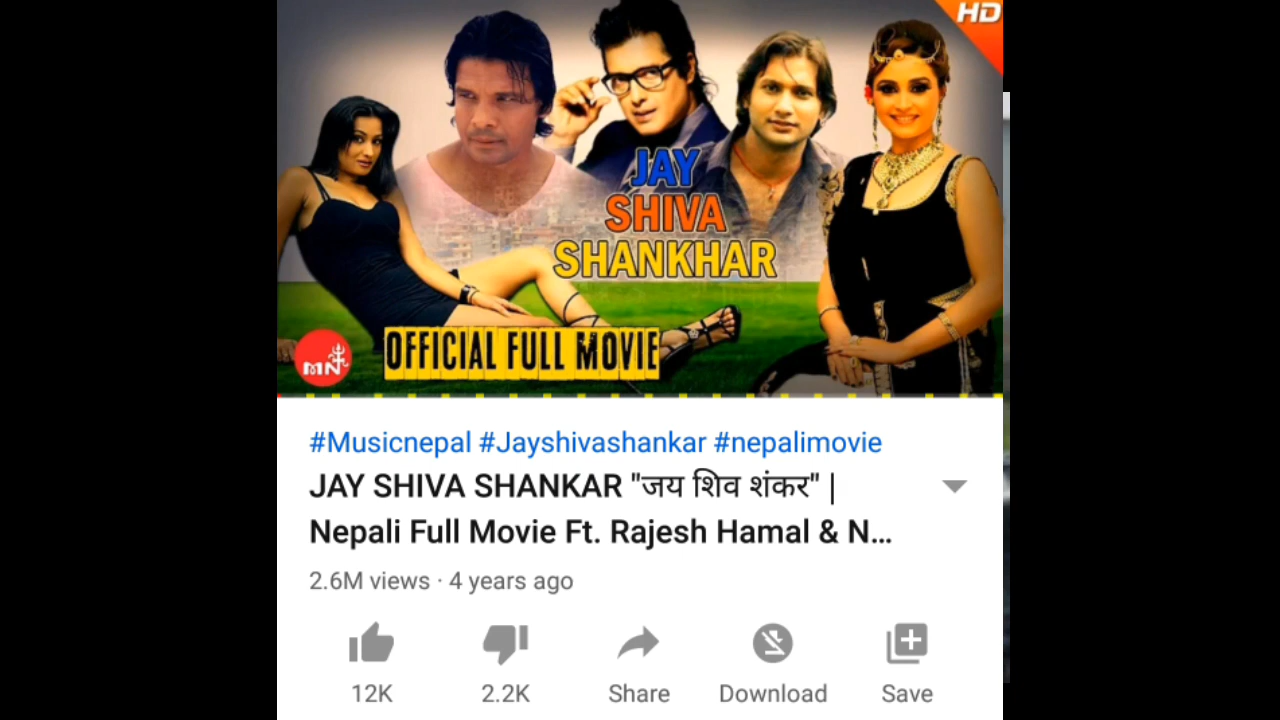 HD
JAY
SHIVA
SHANKHAR
OFFICIAL FULL MOVIE
MN
#Musicnepal #Jayshivashankar #nepalimovie
JAY SHIVA SHANKAR "जय शिव शंकर" |
Nepali Full Movie Ft. Rajesh Hamal & N...
2.6M views · 4 years ago
12K 2.2K Share Download Save